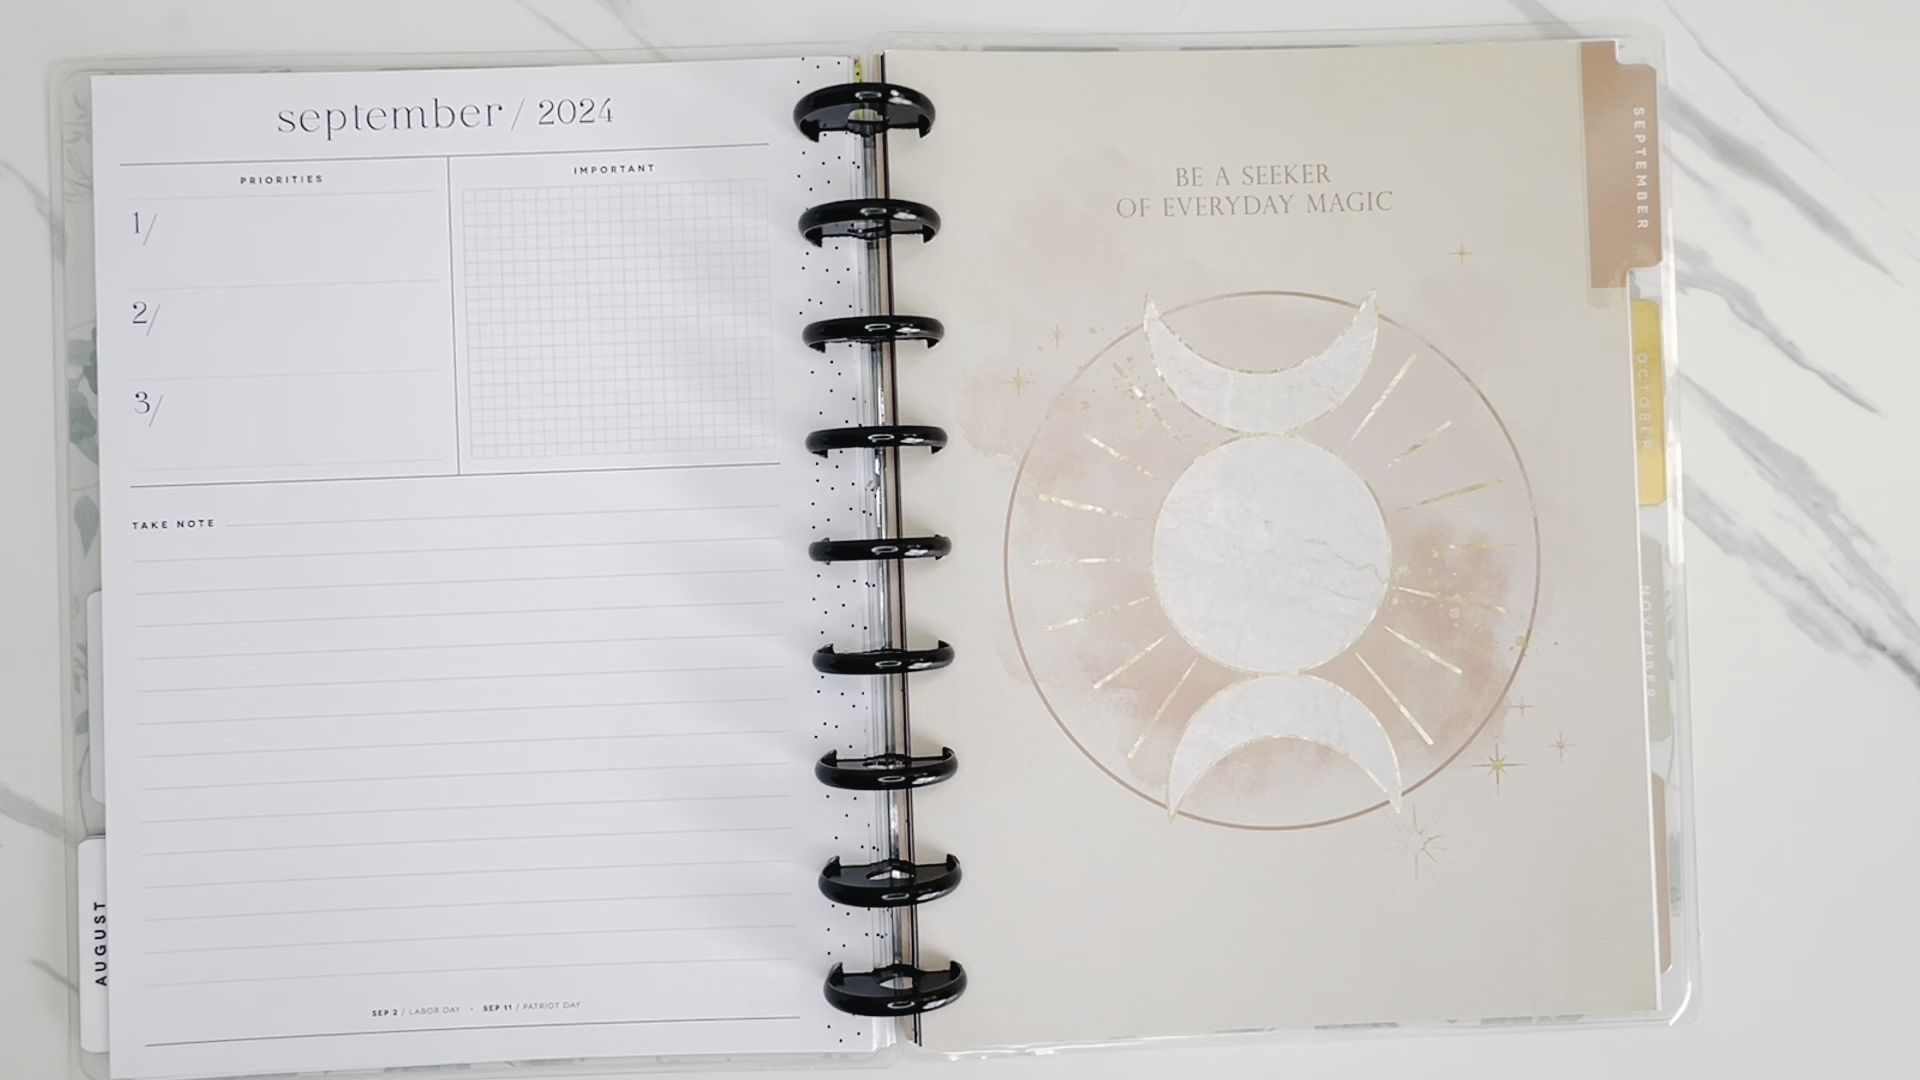 september / 2024
PRIORITIES
IMPORTANT
1/
2/
3/
TAKE NOTE
SEP 2 / LABOR DAY • SEP 11 / PATRIOT DAY
AUGUST
BE A SEEKER
OF EVERYDAY MAGIC
SEPTEMBER
OCTOBER
NOVEMBER